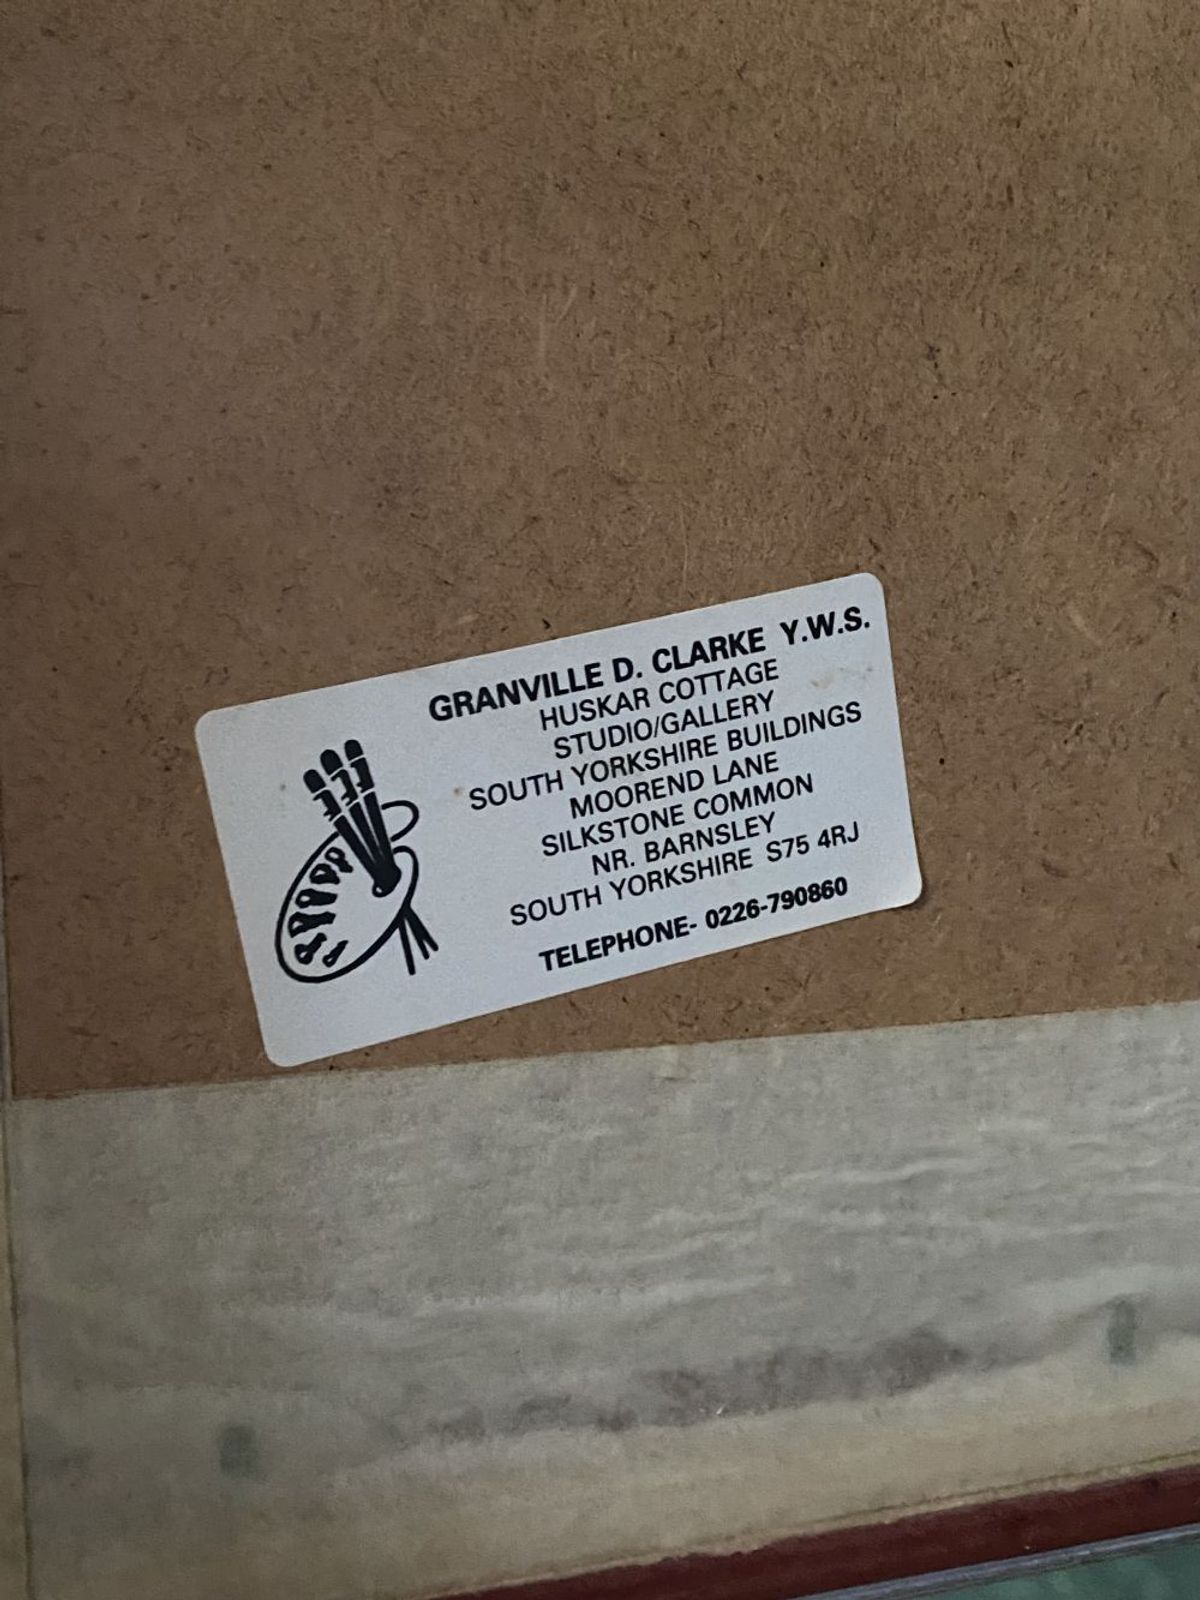 GRANVILLE D. CLARKE Y.W.S.
HUSKAR COTTAGE
STUDIO/GALLERY
SOUTH YORKSHIRE BUILDINGS
MOOREND LANE
SILKSTONE COMMON
NR. BARNSLEY
SOUTH YORKSHIRE S75 4RJ
TELEPHONE- 0226-790860